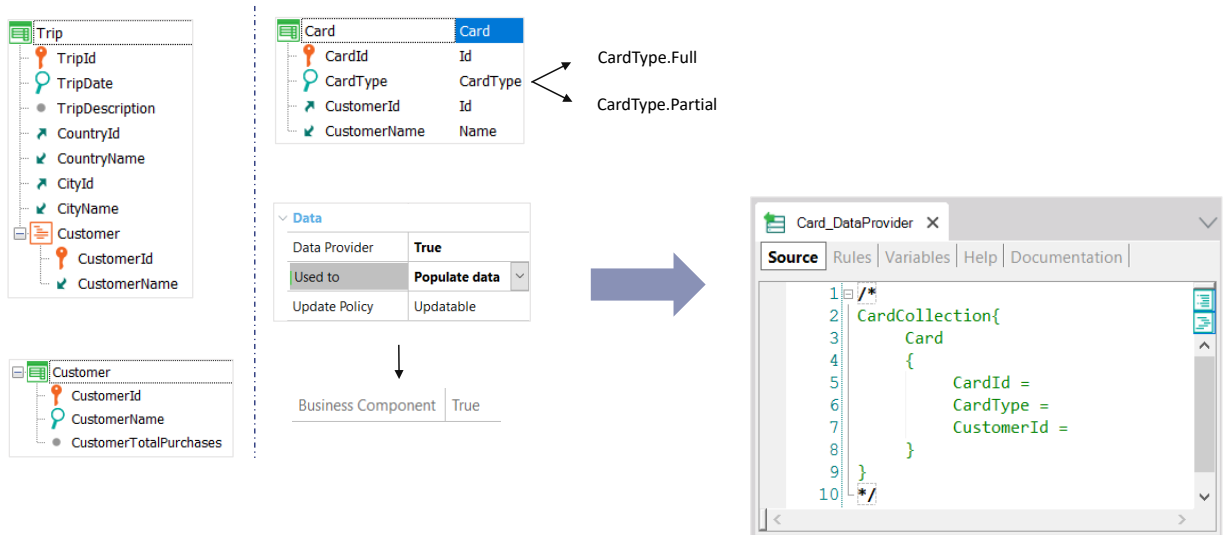 Trip
TripId
TripDate
TripDescription
CountryId
CountryName
CityId
CityName
Customer
CustomerId
CustomerName
Customer
CustomerId
CustomerName
CustomerTotalPurchases
Card Card
CardId Id
CardType CardType
CustomerId Id
CustomerName Name
CardType.Full
CardType.Partial
Data
Data Provider True
Used to Populate data
Update Policy Updatable
Business Component True
Card_DataProvider X
Source Rules Variables Help Documentation
1 /*
2 CardCollection{
3 Card
4 {
5 CardId =
6 CardType =
7 CustomerId =
8 }
9 }
10 */